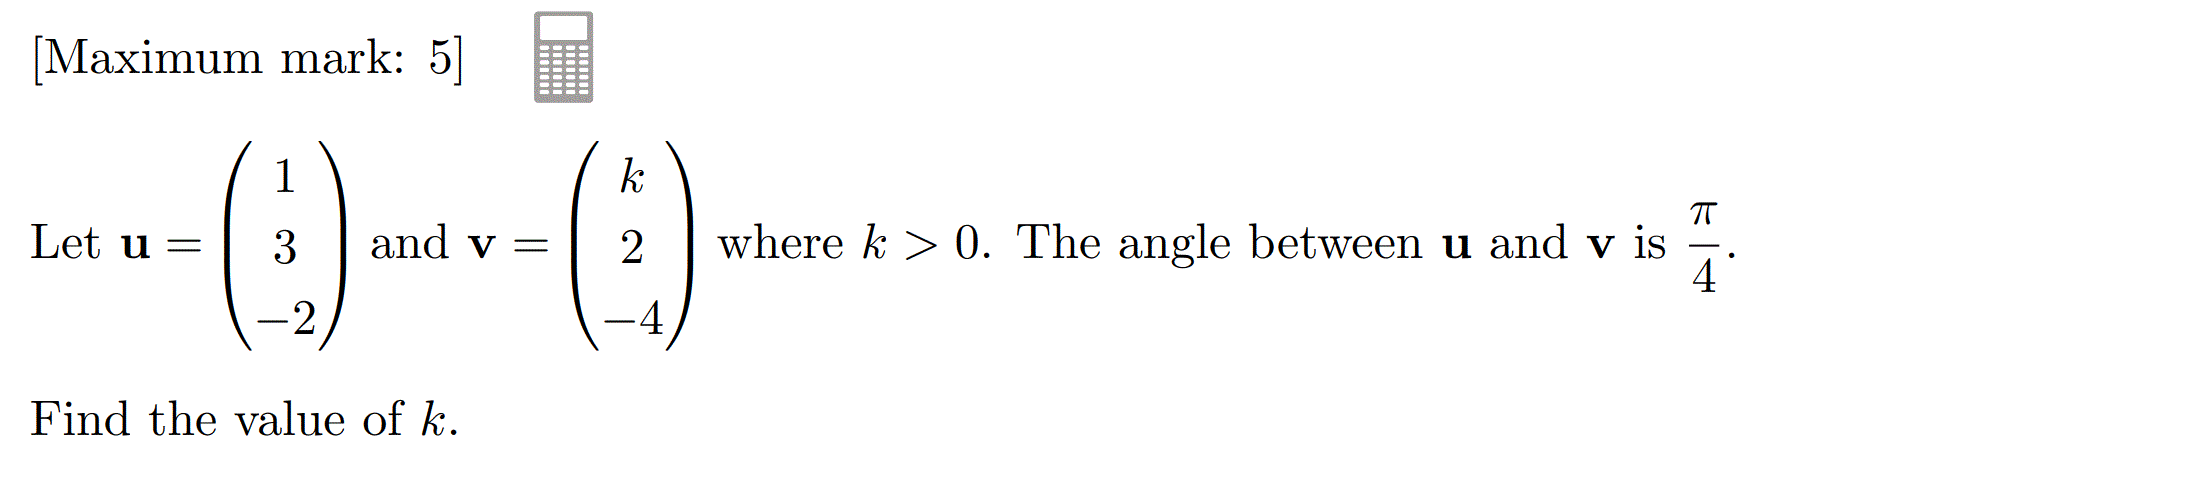 [Maximum mark: 5]
Let u = (1 3 −2) and v = (k 2 −4) where k > 0. The angle between u and v is π/4.
Find the value of k.